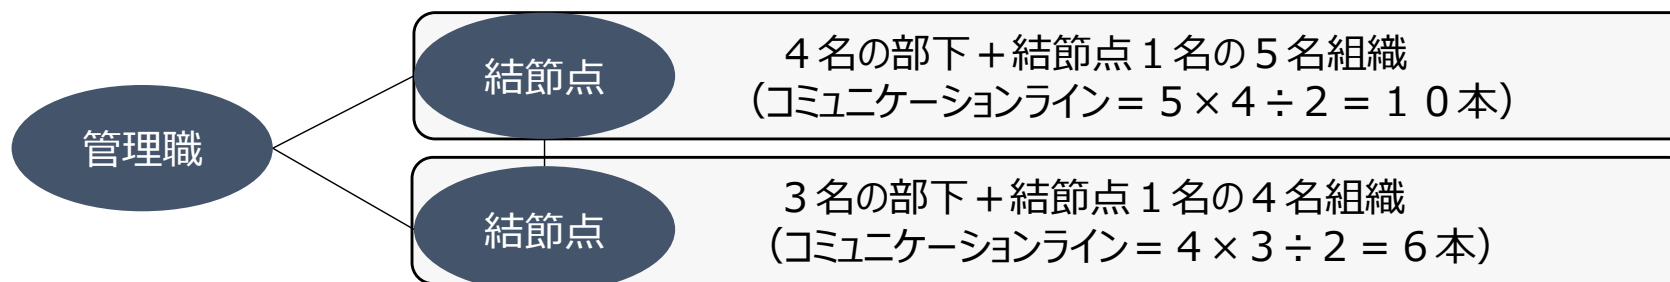 管理職
結節点
４名の部下＋結節点１名の５名組織
（コミュニケーションライン＝５×４÷２＝１０本）
結節点
３名の部下＋結節点１名の４名組織
（コミュニケーションライン＝４×３÷２＝６本）